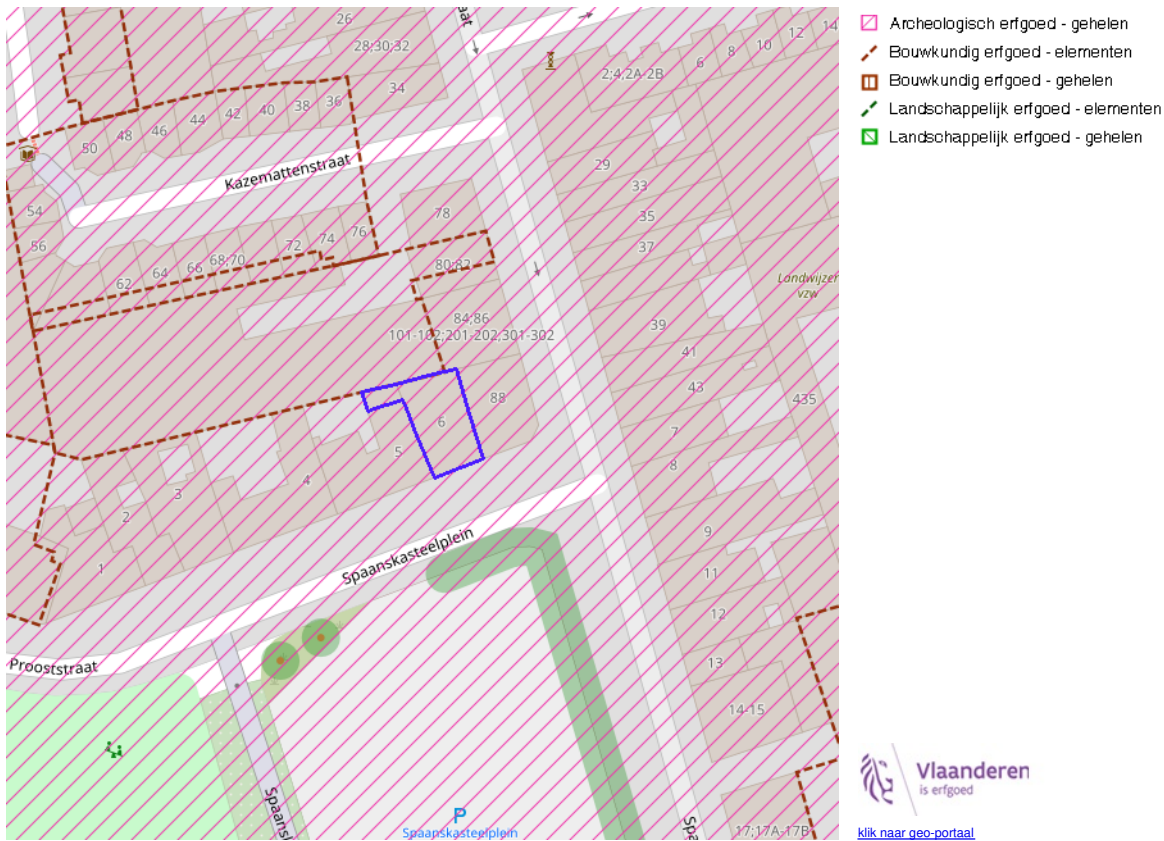 26
28;30;32
34
36
38
40
42
44
46
48
50
Kazemattenstraat
54
56
62
64
66
68;70
72
74
76
78
80;82
84;86
101-102;201-202,301-302
88
6
5
4
3
2
1
aat
14
12
10
8
6
2;4,2A-2B
29
33
35
37
Landwijzer
vzw
39
41
43
435
7
8
9
11
12
13
14-15
17;17A-17B
Spaanskasteelplein
Prooststraat
Spaansk
P
Spaanskasteelplein
Spa
Archeologisch erfgoed - gehelen
Bouwkundig erfgoed - elementen
Bouwkundig erfgoed - gehelen
Landschappelijk erfgoed - elementen
Landschappelijk erfgoed - gehelen
Vlaanderen
is erfgoed
klik naar geo-portaal